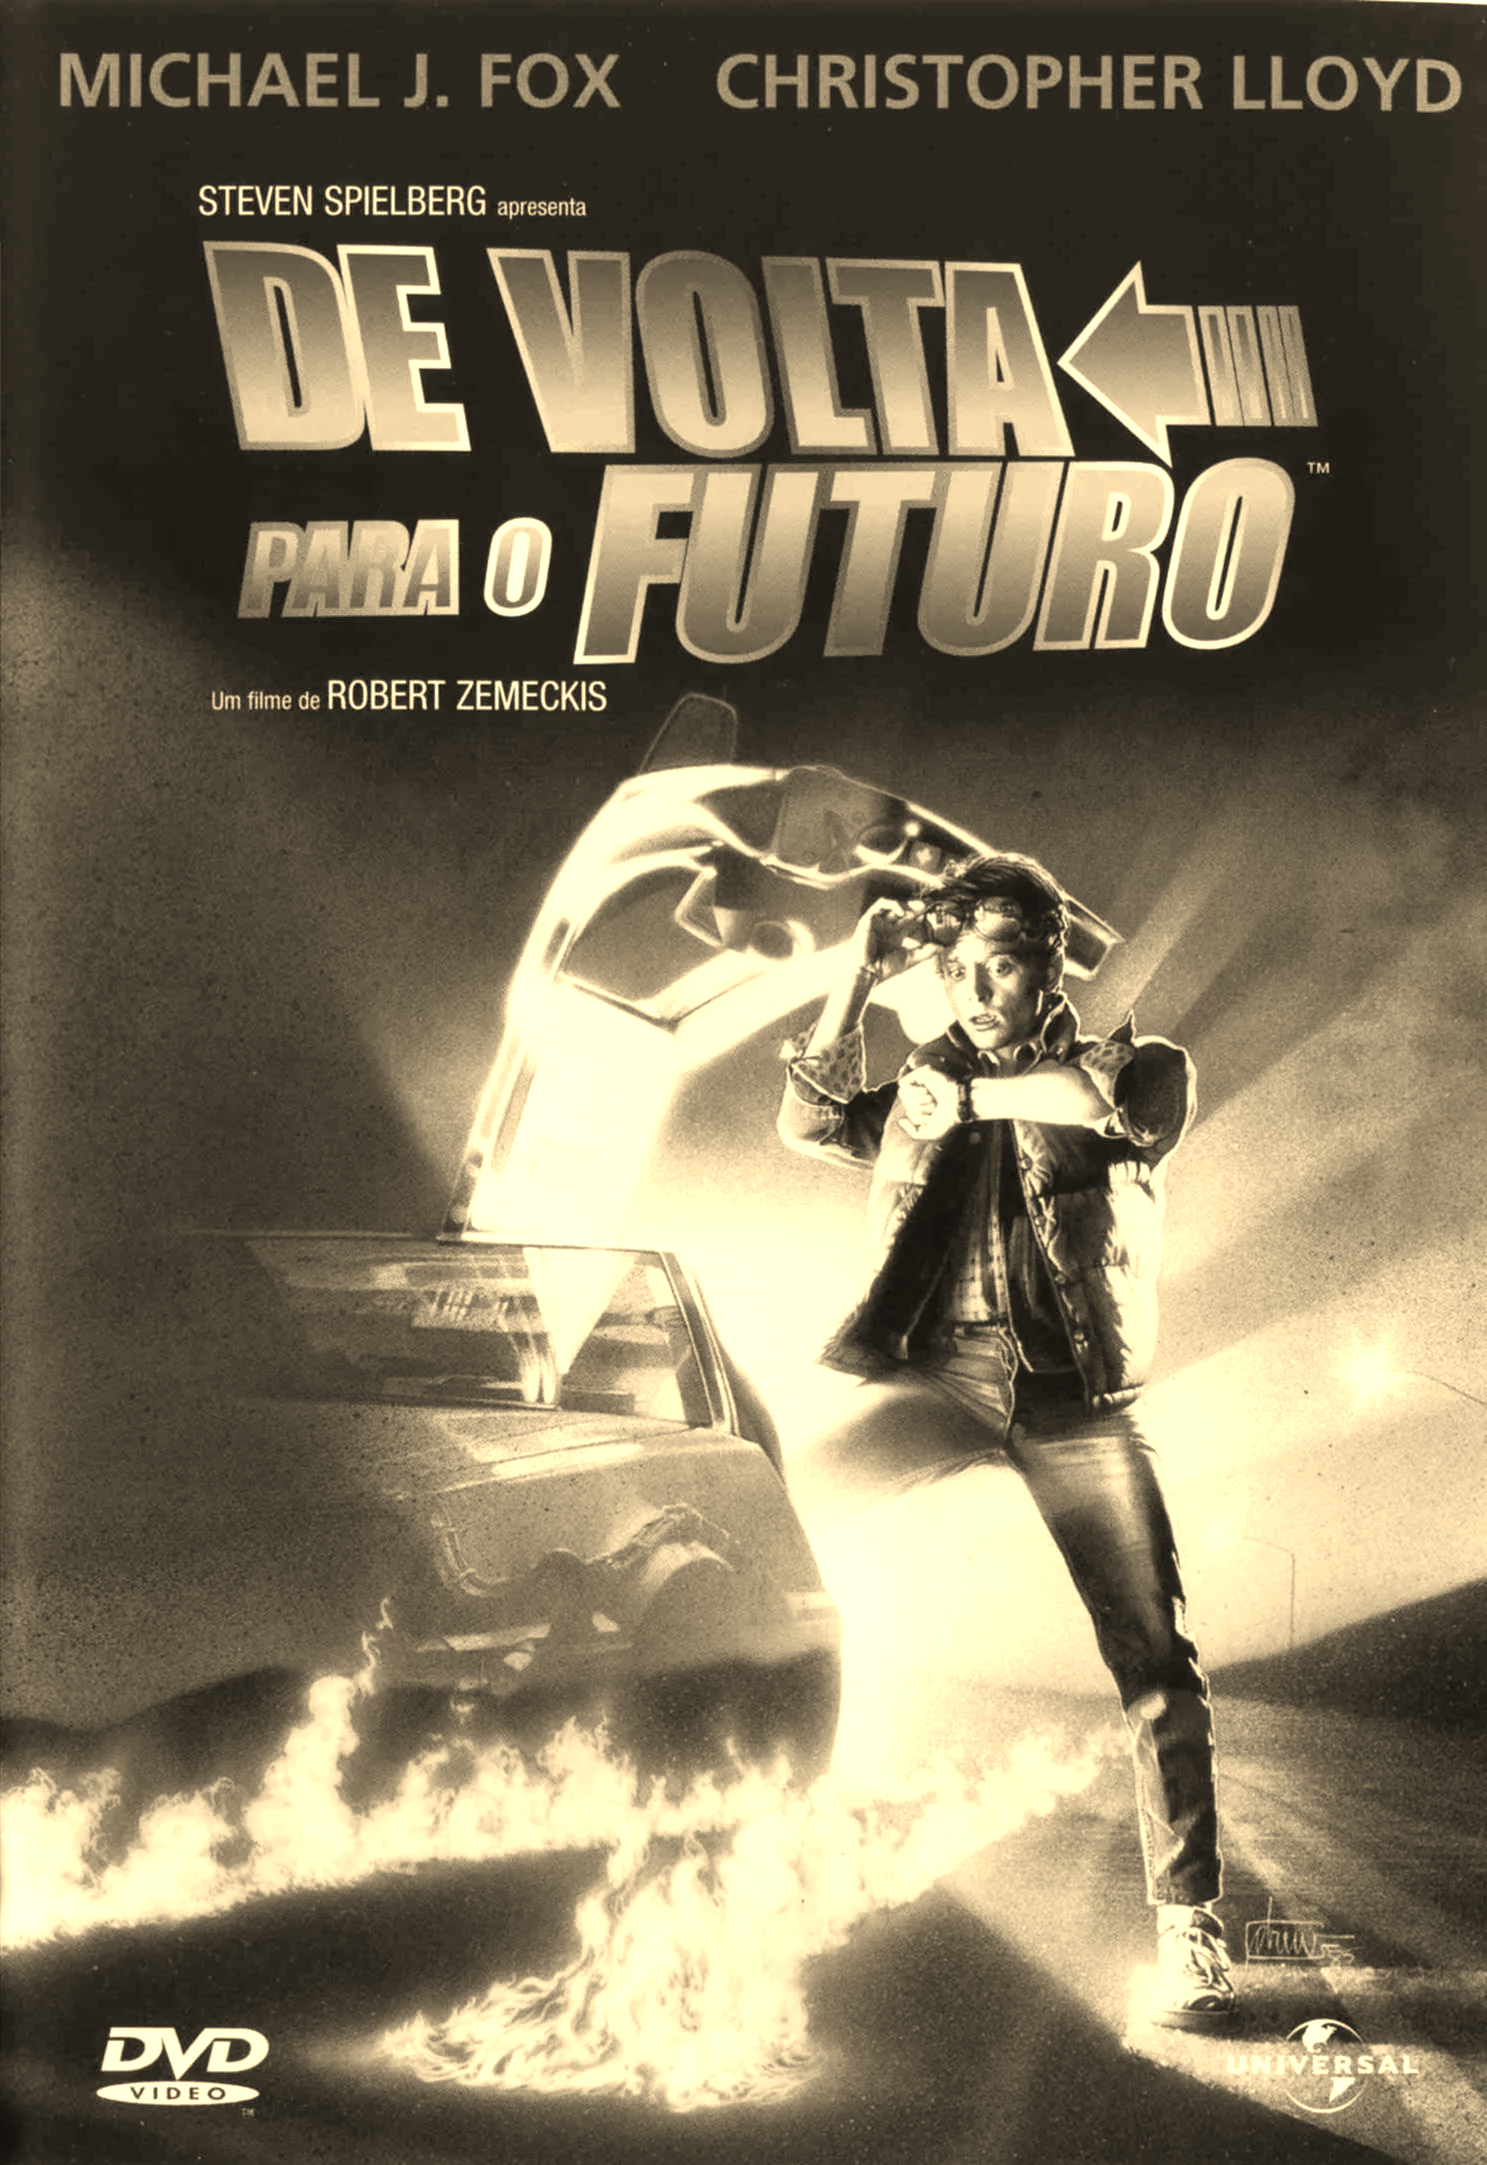 MICHAEL J. FOX CHRISTOPHER LLOYD
STEVEN SPIELBERG apresenta
DE VOLTA
PARA O FUTURO™
Um filme de ROBERT ZEMECKIS
DVD
VIDEO
™
UNIVERSAL